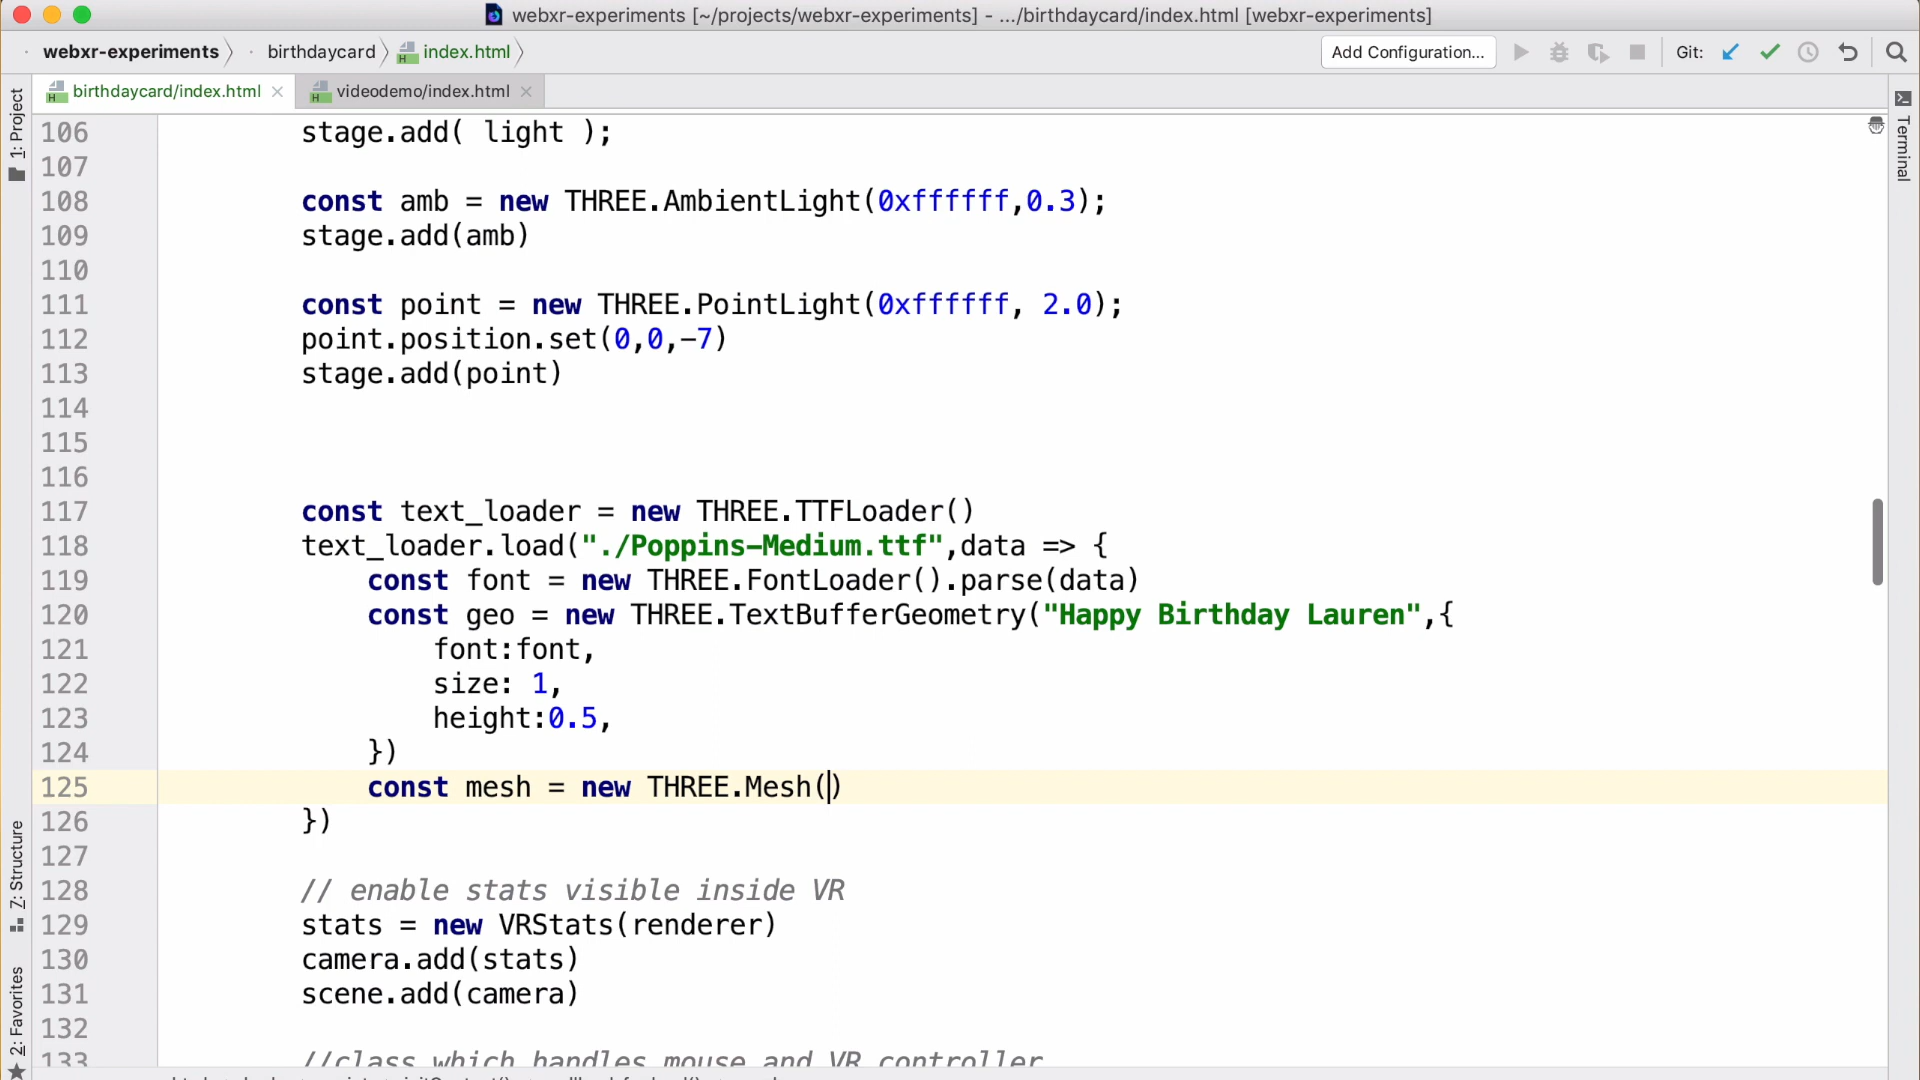 webxr-experiments [~/projects/webxr-experiments] - .../birthdaycard/index.html [webxr-experiments]
webxr-experiments birthdaycard index.html Add Configuration... Git:
birthdaycard/index.html videodemo/index.html
1: Project
Terminal
7: Structure
2: Favorites
106 stage.add( light );
107
108 const amb = new THREE.AmbientLight(0xffffff,0.3);
109 stage.add(amb)
110
111 const point = new THREE.PointLight(0xffffff, 2.0);
112 point.position.set(0,0,-7)
113 stage.add(point)
114
115
116
117 const text_loader = new THREE.TTFLoader()
118 text_loader.load("./Poppins-Medium.ttf",data => {
119 const font = new THREE.FontLoader().parse(data)
120 const geo = new THREE.TextBufferGeometry("Happy Birthday Lauren",{
121 font:font,
122 size: 1,
123 height:0.5,
124 })
125 const mesh = new THREE.Mesh()
126 })
127
128 // enable stats visible inside VR
129 stats = new VRStats(renderer)
130 camera.add(stats)
131 scene.add(camera)
132
133 //class which handles mouse and VR controller